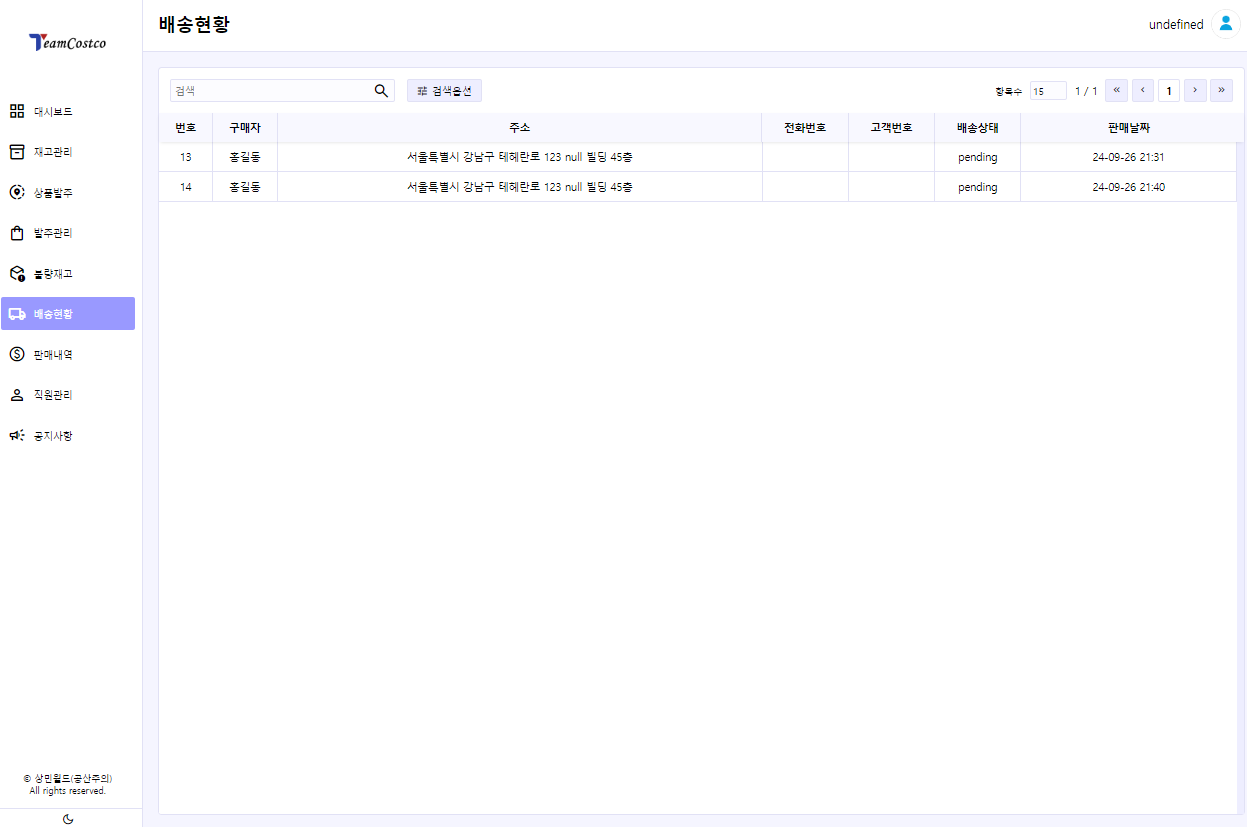 TeamCostco
배송현황
undefined
대시보드
재고관리
상품발주
발주관리
불량재고
배송현황
판매내역
직원관리
공지사항
© 상민월드(공산주의)
All rights reserved.
검색
검색옵션
항목수 15 1 / 1 « ‹ 1 › »
번호 구매자 주소 전화번호 고객번호 배송상태 판매날짜
13 홍길동 서울특별시 강남구 테헤란로 123 null 빌딩 45층 pending 24-09-26 21:31
14 홍길동 서울특별시 강남구 테헤란로 123 null 빌딩 45층 pending 24-09-26 21:40